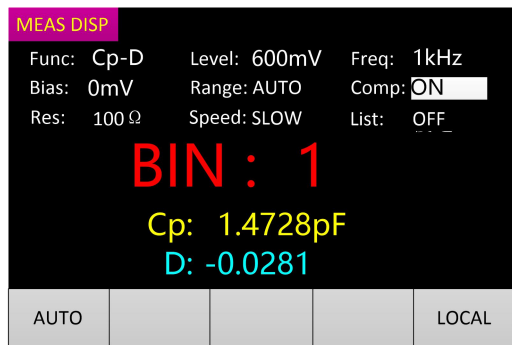 MEAS DISP
Func: Cp-D Level: 600mV Freq: 1kHz
Bias: 0mV Range: AUTO Comp: ON
Res: 100 Ω Speed: SLOW List: OFF
BIN : 1
Cp: 1.4728pF
D: -0.0281
AUTO LOCAL